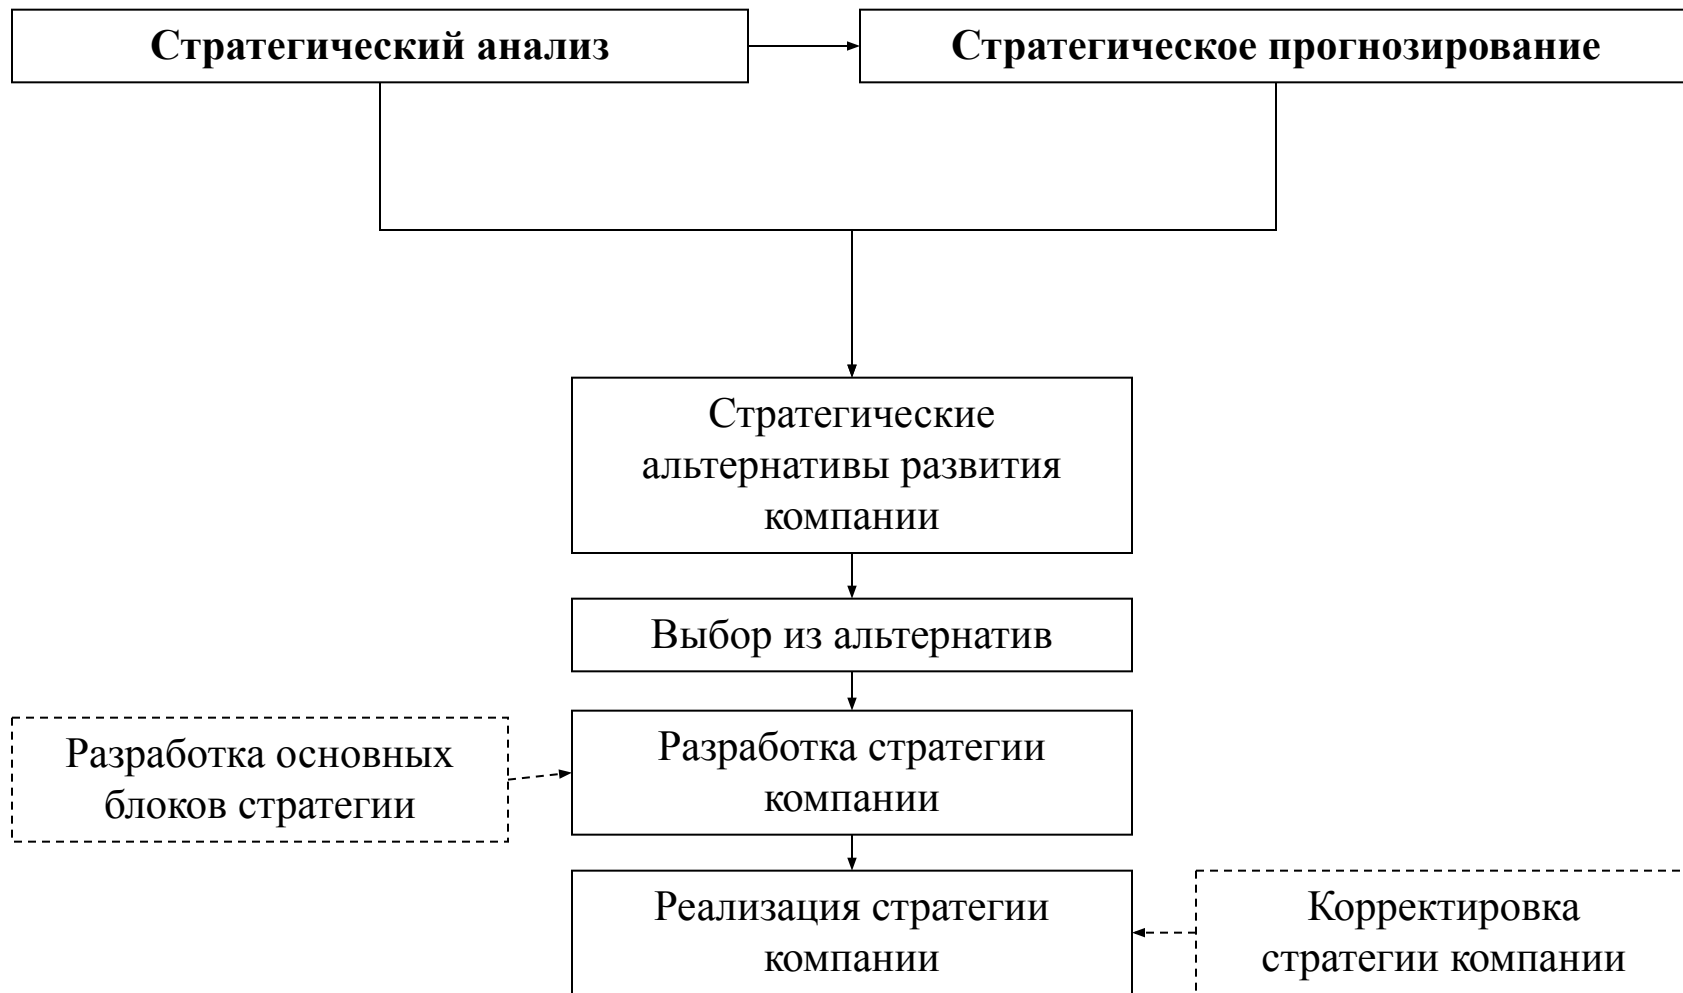 Стратегический анализ
Стратегическое прогнозирование
Стратегические
альтернативы развития
компании
Выбор из альтернатив
Разработка основных
блоков стратегии
Разработка стратегии
компании
Реализация стратегии
компании
Корректировка
стратегии компании